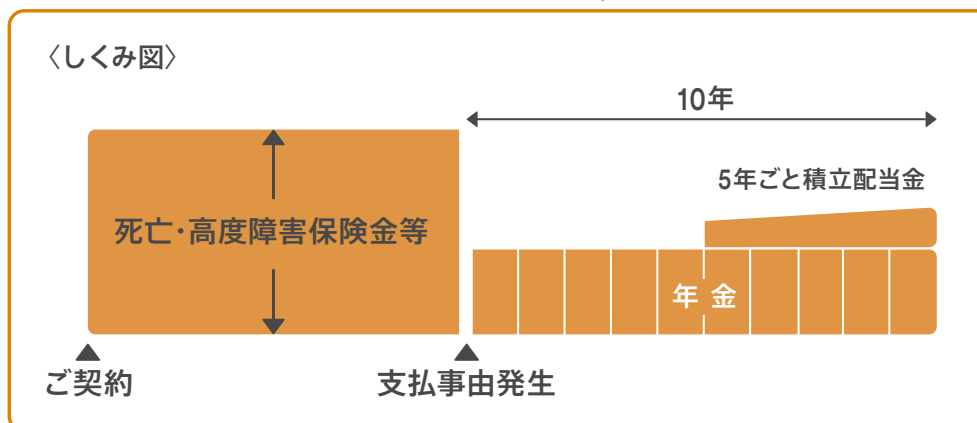 〈しくみ図〉
10年
5年ごと積立配当金
死亡・高度障害保険金等
年金
ご契約
支払事由発生